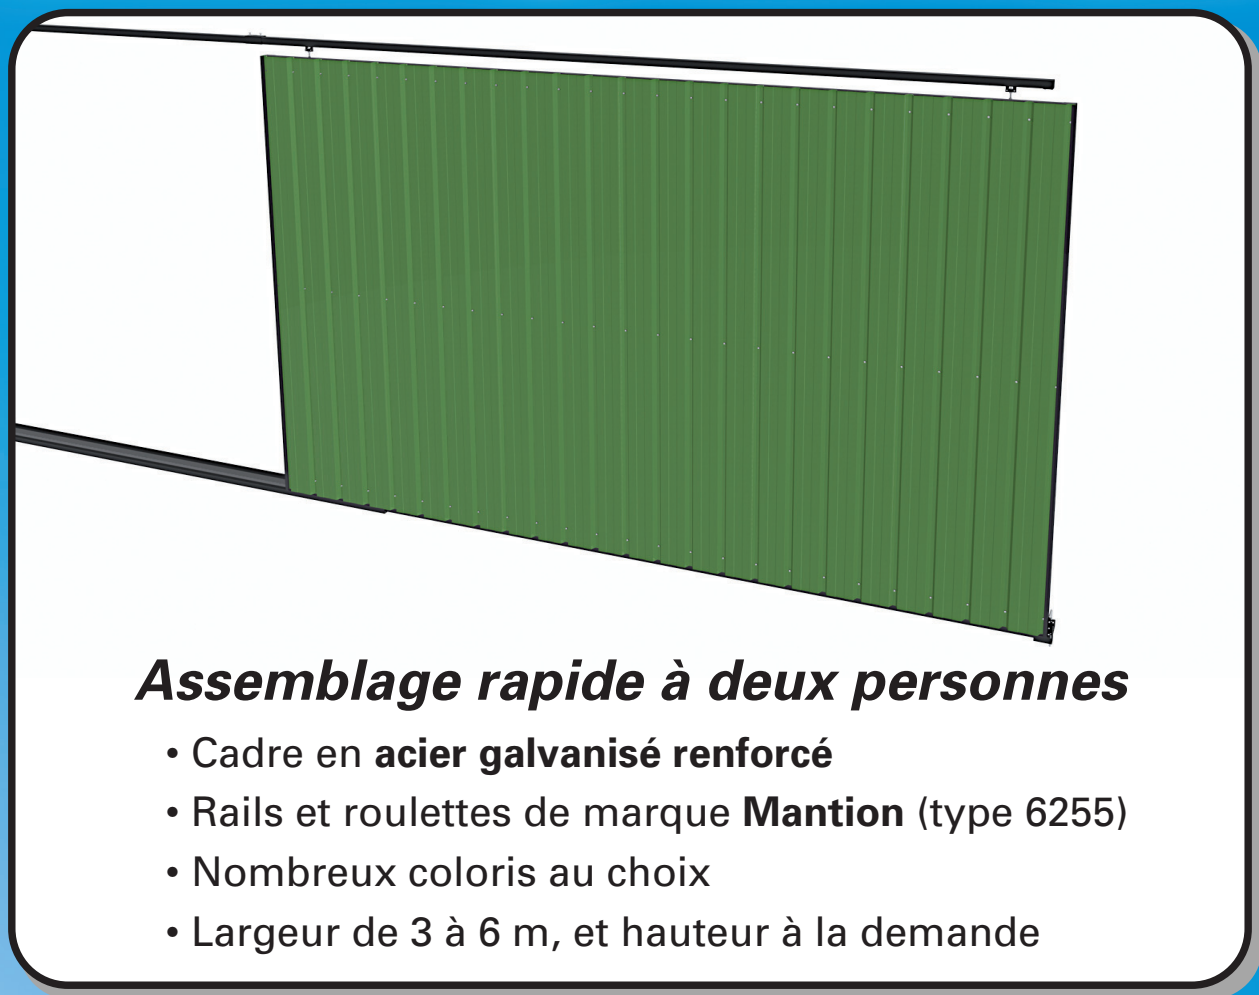 Assemblage rapide à deux personnes
• Cadre en acier galvanisé renforcé
• Rails et roulettes de marque Mantion (type 6255)
• Nombreux coloris au choix
• Largeur de 3 à 6 m, et hauteur à la demande